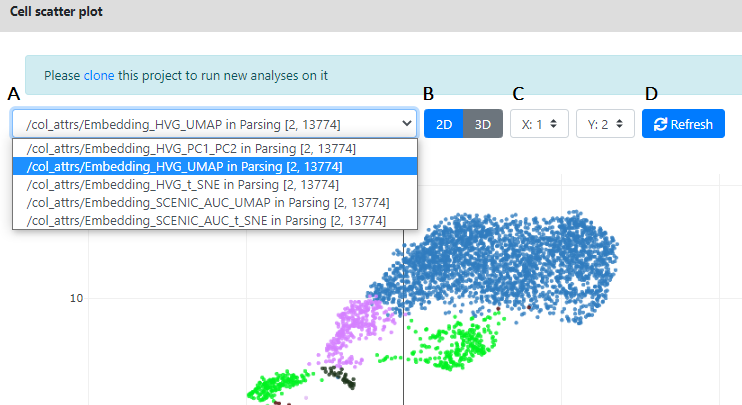 Cell scatter plot
Please clone this project to run new analyses on it
A B C D
/col_attrs/Embedding_HVG_UMAP in Parsing [2, 13774] 2D 3D X: 1 Y: 2 Refresh
/col_attrs/Embedding_HVG_PC1_PC2 in Parsing [2, 13774]
/col_attrs/Embedding_HVG_UMAP in Parsing [2, 13774]
/col_attrs/Embedding_HVG_t_SNE in Parsing [2, 13774]
/col_attrs/Embedding_SCENIC_AUC_UMAP in Parsing [2, 13774]
/col_attrs/Embedding_SCENIC_AUC_t_SNE in Parsing [2, 13774]
10